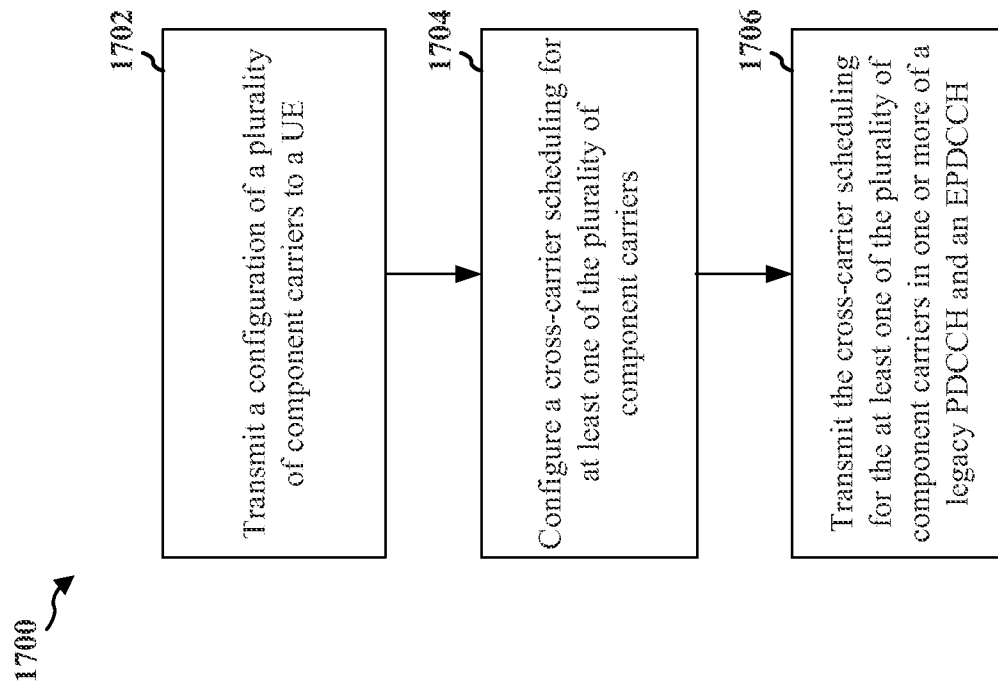 1700
1702
Transmit a configuration of a plurality
of component carriers to a UE
1704
Configure a cross-carrier scheduling for
at least one of the plurality of
component carriers
1706
Transmit the cross-carrier scheduling
for the at least one of the plurality of
component carriers in one or more of a
legacy PDCCH and an EPDCCH